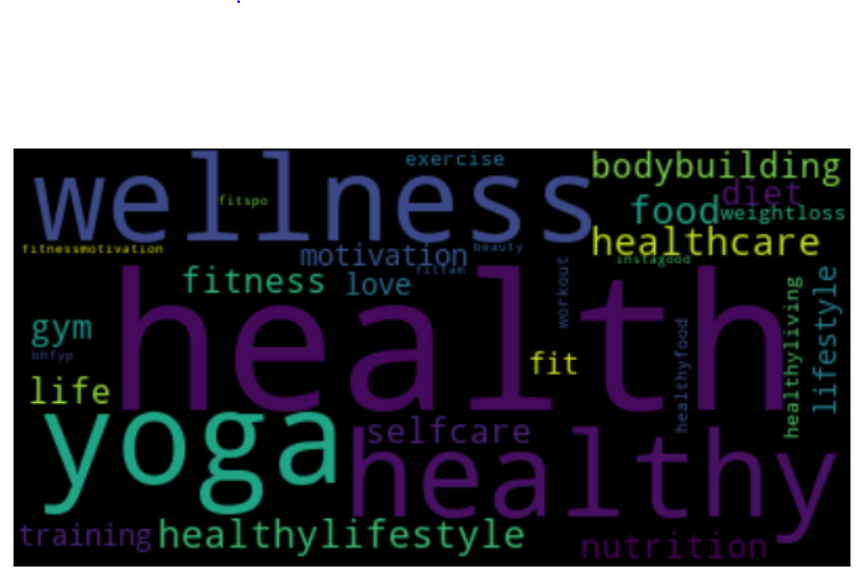 wellness
exercise
bodybuilding
fitspo
diet
food
weightloss
fitnessmotivation
motivation
beauty
healthcare
instagood
fitfam
fitness
love
workout
health
healthyliving
lifestyle
gym
bhfyp
healthyfood
fit
life
yoga
selfcare
healthy
training
healthylifestyle
nutrition